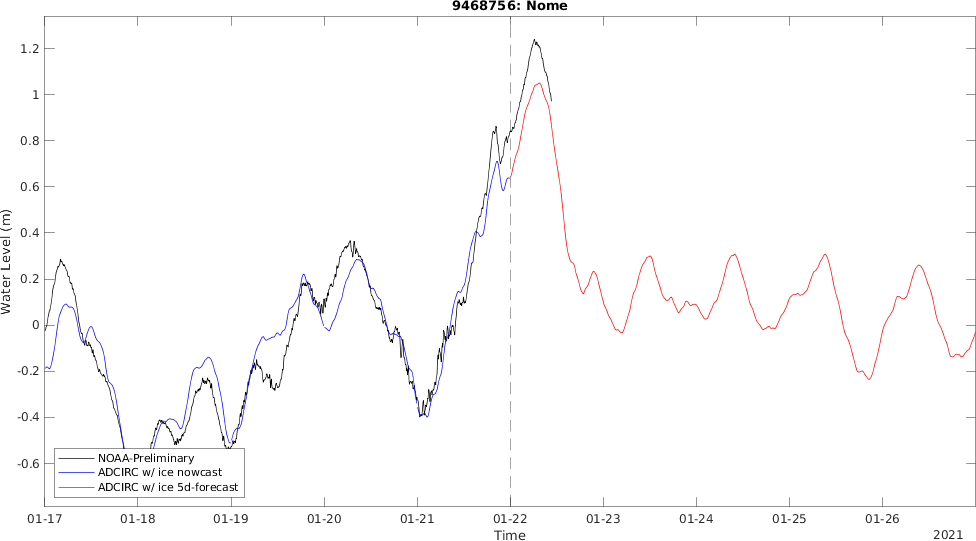 9468756: Nome
Water Level (m)
1.2
1
0.8
0.6
0.4
0.2
0
-0.2
-0.4
-0.6
NOAA-Preliminary
ADCIRC w/ ice nowcast
ADCIRC w/ ice 5d-forecast
01-17 01-18 01-19 01-20 01-21 01-22 01-23 01-24 01-25 01-26
Time
2021